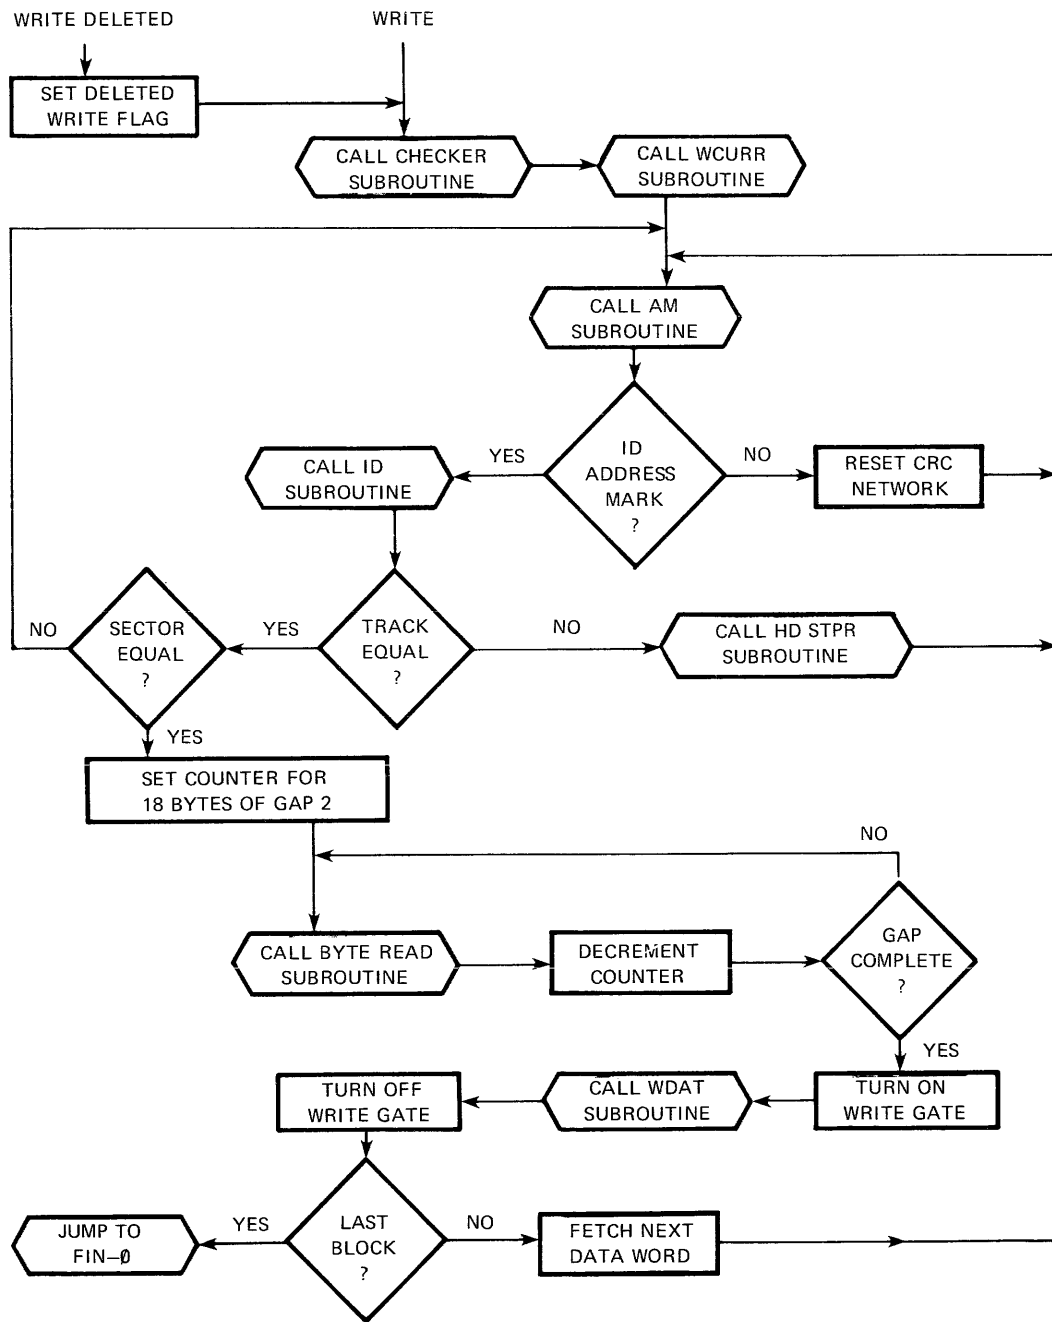 WRITE DELETED
WRITE
SET DELETED
WRITE FLAG
CALL CHECKER
SUBROUTINE
CALL WCURR
SUBROUTINE
CALL AM
SUBROUTINE
ID
ADDRESS
MARK
?
YES
NO
CALL ID
SUBROUTINE
RESET CRC
NETWORK
TRACK
EQUAL
?
YES
NO
SECTOR
EQUAL
?
NO
YES
CALL HD STPR
SUBROUTINE
SET COUNTER FOR
18 BYTES OF GAP 2
NO
CALL BYTE READ
SUBROUTINE
DECREMENT
COUNTER
GAP
COMPLETE
?
YES
TURN OFF
WRITE GATE
CALL WDAT
SUBROUTINE
TURN ON
WRITE GATE
JUMP TO
FIN–Ø
YES
LAST
BLOCK
?
NO
FETCH NEXT
DATA WORD